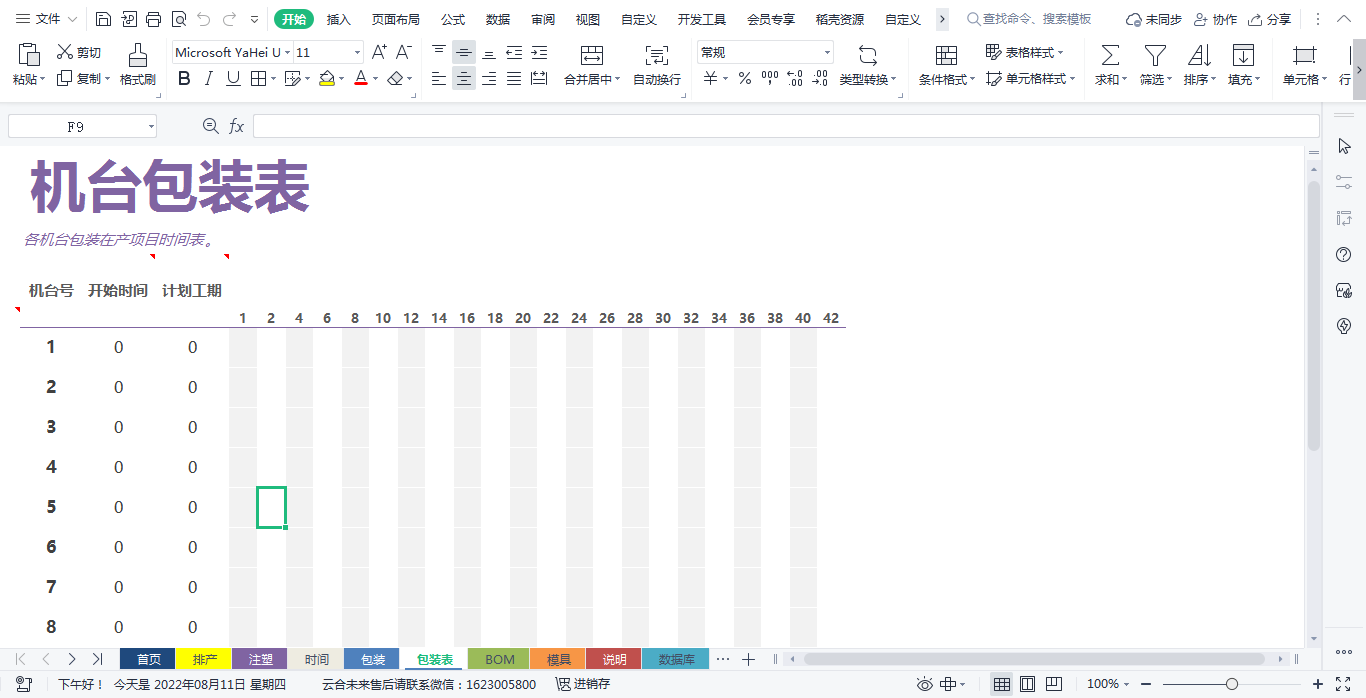 文件 开始 插入 页面布局 公式 数据 审阅 视图 自定义 开发工具 会员专享 稻壳资源 自定义 查找命令、搜索模板 未同步 协作 分享
粘贴 剪切 复制 格式刷 Microsoft YaHei U 11 合并居中 自动换行 常规 类型转换 条件格式 表格样式 单元格样式 求和 筛选 排序 填充 单元格 行
F9 fx
机台包装表
各机台包装在产项目时间表。
机台号 开始时间 计划工期
1 2 4 6 8 10 12 14 16 18 20 22 24 26 28 30 32 34 36 38 40 42
1 0 0
2 0 0
3 0 0
4 0 0
5 0 0
6 0 0
7 0 0
8 0 0
首页 排产 注塑 时间 包装 包装表 BOM 模具 说明 数据库
下午好！ 今天是 2022年08月11日 星期四 云合未来售后请联系微信：1623005800 进销存 100%